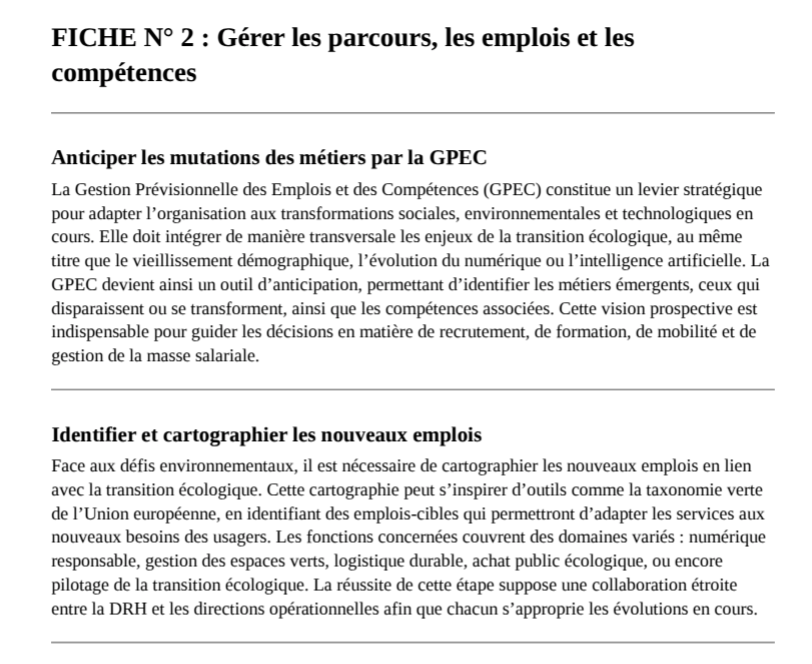 FICHE N° 2 : Gérer les parcours, les emplois et les
compétences
Anticiper les mutations des métiers par la GPEC
La Gestion Prévisionnelle des Emplois et des Compétences (GPEC) constitue un levier stratégique
pour adapter l’organisation aux transformations sociales, environnementales et technologiques en
cours. Elle doit intégrer de manière transversale les enjeux de la transition écologique, au même
titre que le vieillissement démographique, l’évolution du numérique ou l’intelligence artificielle. La
GPEC devient ainsi un outil d’anticipation, permettant d’identifier les métiers émergents, ceux qui
disparaissent ou se transforment, ainsi que les compétences associées. Cette vision prospective est
indispensable pour guider les décisions en matière de recrutement, de formation, de mobilité et de
gestion de la masse salariale.
Identifier et cartographier les nouveaux emplois
Face aux défis environnementaux, il est nécessaire de cartographier les nouveaux emplois en lien
avec la transition écologique. Cette cartographie peut s’inspirer d’outils comme la taxonomie verte
de l’Union européenne, en identifiant des emplois-cibles qui permettront d’adapter les services aux
nouveaux besoins des usagers. Les fonctions concernées couvrent des domaines variés : numérique
responsable, gestion des espaces verts, logistique durable, achat public écologique, ou encore
pilotage de la transition écologique. La réussite de cette étape suppose une collaboration étroite
entre la DRH et les directions opérationnelles afin que chacun s’approprie les évolutions en cours.